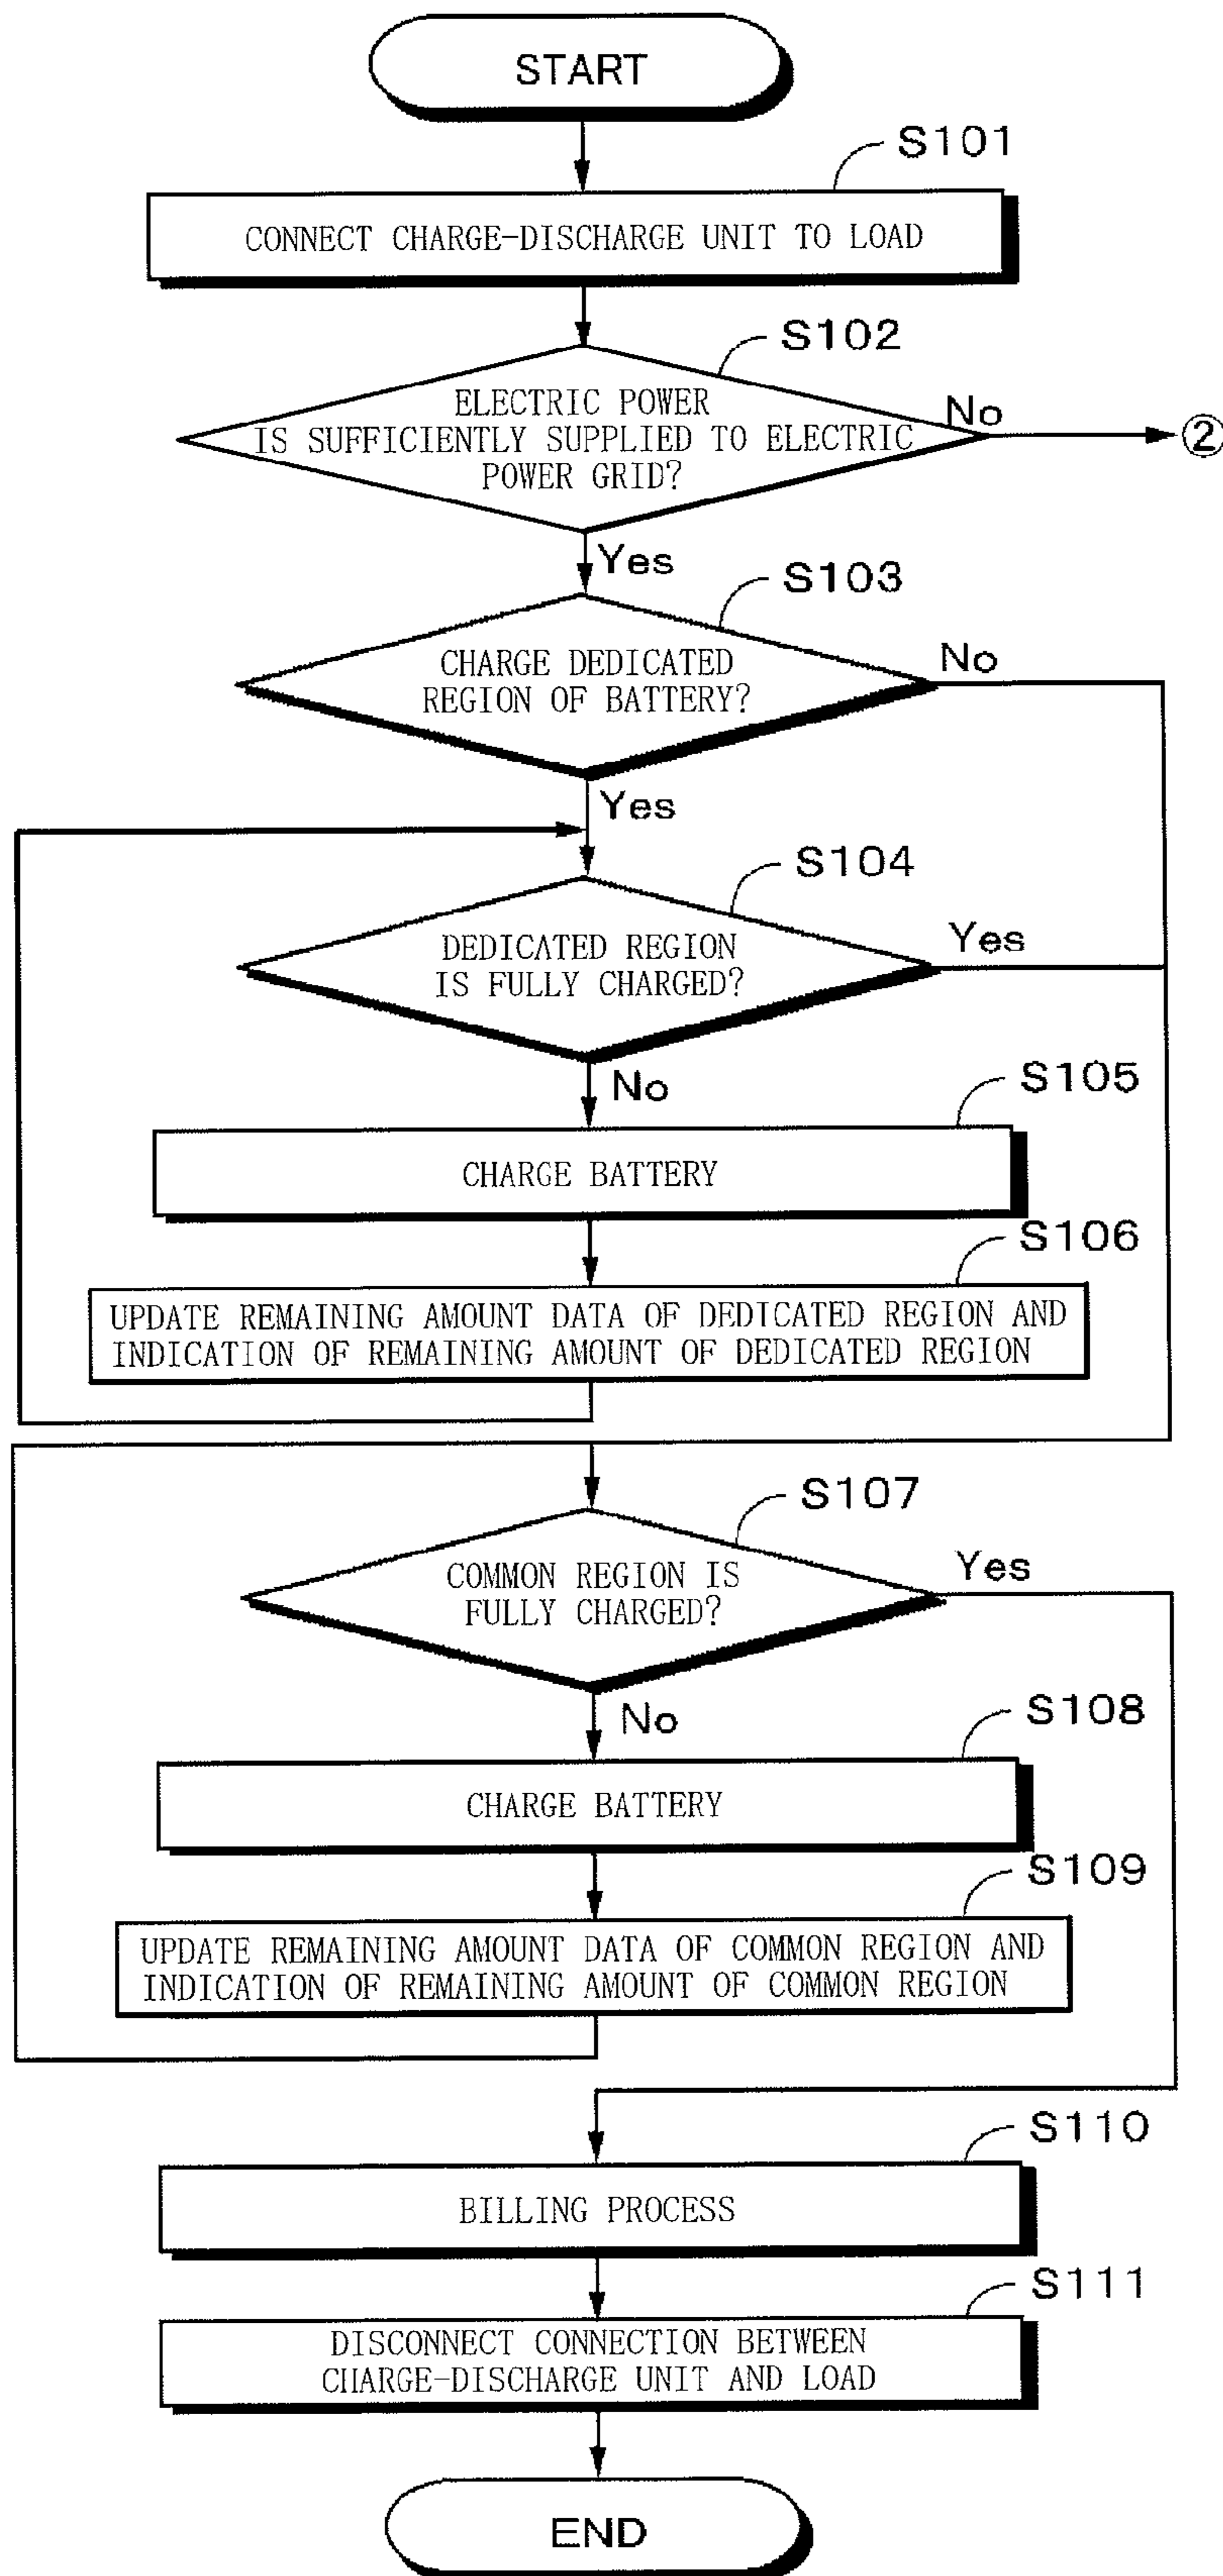 START
S101
CONNECT CHARGE-DISCHARGE UNIT TO LOAD
S102
ELECTRIC POWER
IS SUFFICIENTLY SUPPLIED TO ELECTRIC
POWER GRID?
No
②
Yes
S103
CHARGE DEDICATED
REGION OF BATTERY?
No
Yes
S104
DEDICATED REGION
IS FULLY CHARGED?
Yes
No
S105
CHARGE BATTERY
S106
UPDATE REMAINING AMOUNT DATA OF DEDICATED REGION AND
INDICATION OF REMAINING AMOUNT OF DEDICATED REGION
S107
COMMON REGION IS
FULLY CHARGED?
Yes
No
S108
CHARGE BATTERY
S109
UPDATE REMAINING AMOUNT DATA OF COMMON REGION AND
INDICATION OF REMAINING AMOUNT OF COMMON REGION
S110
BILLING PROCESS
S111
DISCONNECT CONNECTION BETWEEN
CHARGE-DISCHARGE UNIT AND LOAD
END